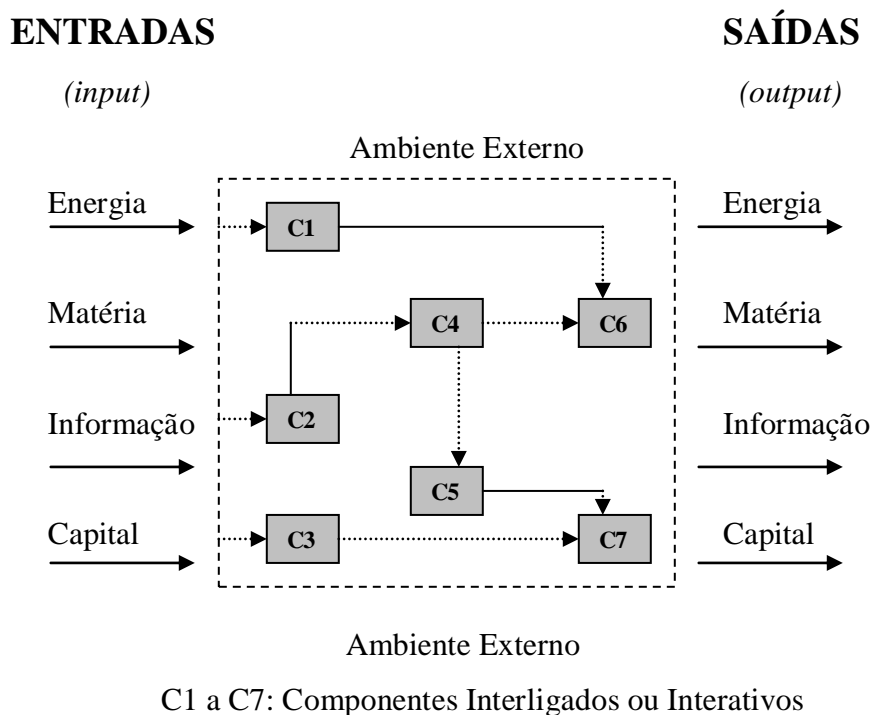 ENTRADAS SAÍDAS
(input) (output)
Ambiente Externo
Energia Energia
C1
Matéria Matéria
C4 C6
Informação Informação
C2
C5
Capital Capital
C3 C7
Ambiente Externo
C1 a C7: Componentes Interligados ou Interativos